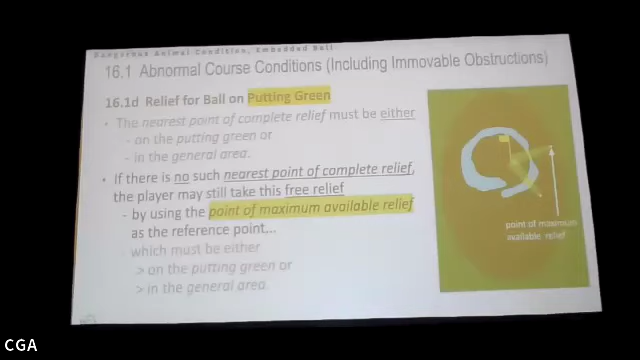 Dangerous Animal Condition, Embedded Ball
16.1 Abnormal Course Conditions (Including Immovable Obstructions)
16.1d Relief for Ball on Putting Green
• The nearest point of complete relief must be either
- on the putting green or
- in the general area.
• If there is no such nearest point of complete relief,
the player may still take this free relief
- by using the point of maximum available relief
as the reference point...
which must be either
> on the putting green or
> in the general area.
point of maximum
available relief
CGA